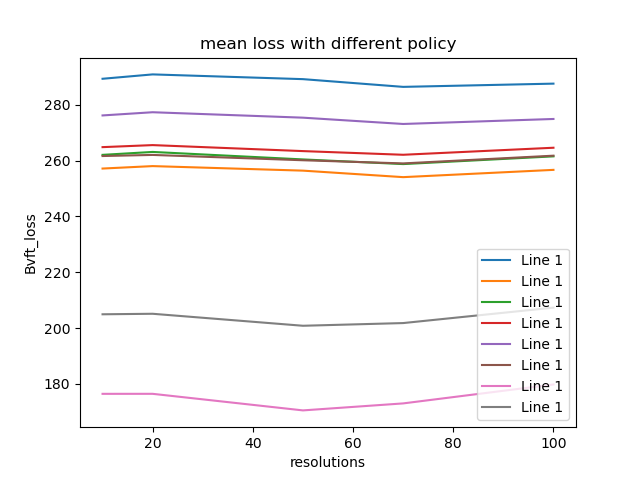 mean loss with different policy
Bvft_loss
280
260
240
220
200
180
Line 1
Line 1
Line 1
Line 1
Line 1
Line 1
Line 1
Line 1
20
40
60
80
100
resolutions